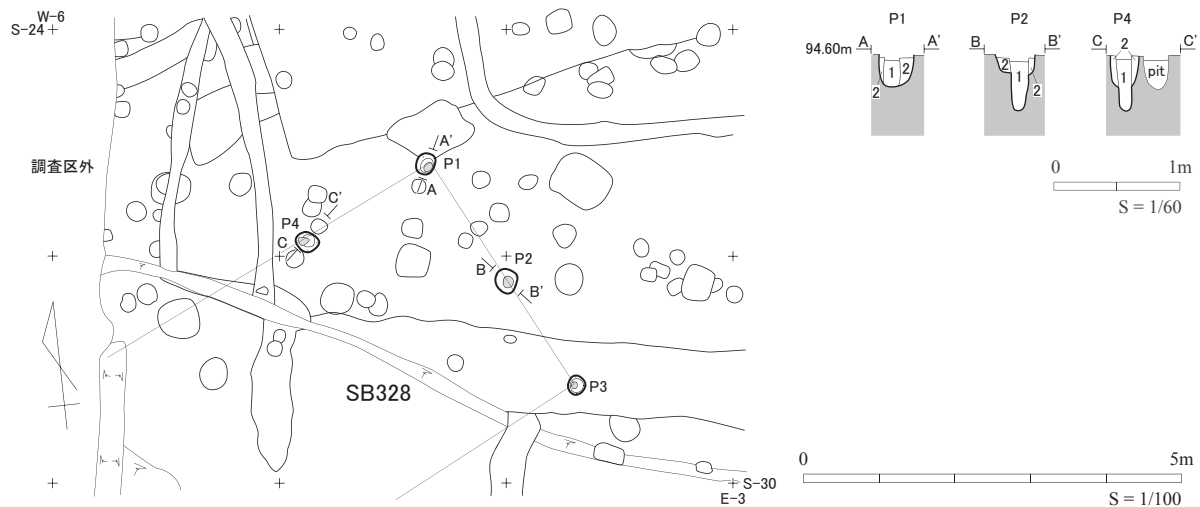 W-6
S-24
調査区外
A'
P1
A
C'
P4
C
P2
B
B'
P3
SB328
S-30
E-3
P1 P2 P4
94.60m A A' B B' C C'
2
1 2 2 1 1 pit
2 2
0 1m
S = 1/60
0 5m
S = 1/100